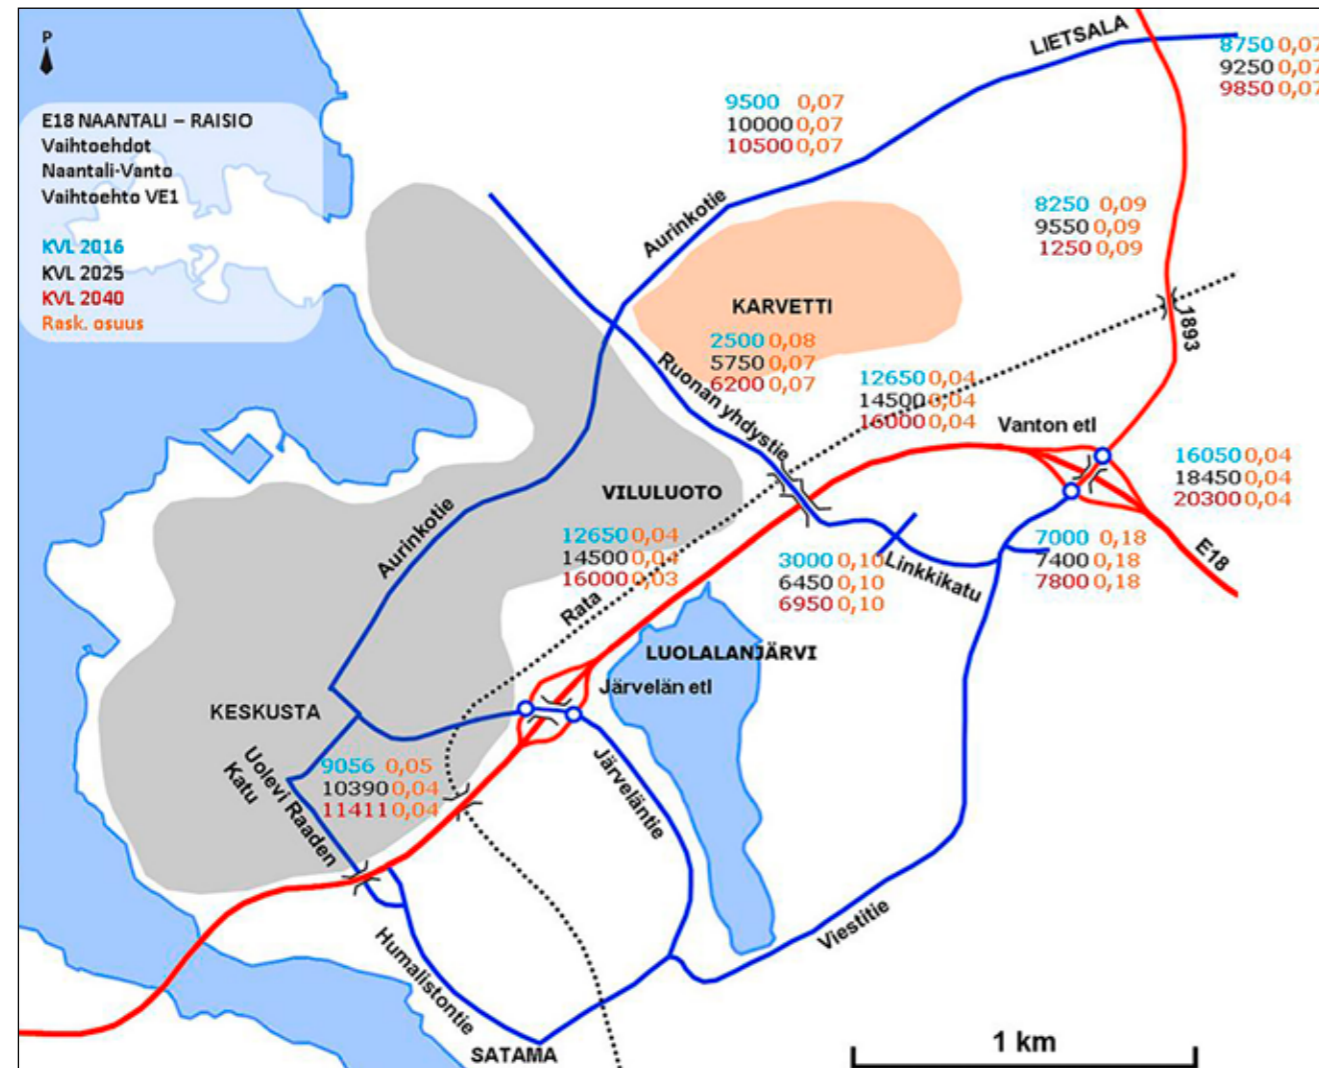 P
E18 NAANTALI – RAISIO
Vaihtoehdot
Naantali-Vanto
Vaihtoehto VE1
KVL 2016
KVL 2025
KVL 2040
Rask. osuus
LIETSALA
8750 0,07
9250 0,07
9850 0,07
9500 0,07
10000 0,07
10500 0,07
Aurinkotie
8250 0,09
9550 0,09
1250 0,09
KARVETTI
2500 0,08
5750 0,07
6200 0,07
Ruonan yhdystie
1893
12650 0,04
14500 0,04
16000 0,04
Vanton etl
16050 0,04
18450 0,04
20300 0,04
VILULUOTO
Aurinkotie
12650 0,04
14500 0,04
16000 0,03
Rata
3000 0,10
6450 0,10
6950 0,10
Linkkikatu
7000 0,18
7400 0,18
7800 0,18
E18
LUOLALANJÄRVI
Järvelän etl
KESKUSTA
Uolevi Raaden
Katu
9056 0,05
10390 0,04
11411 0,04
Järveläntie
Viestitie
Humalistontie
SATAMA
1 km